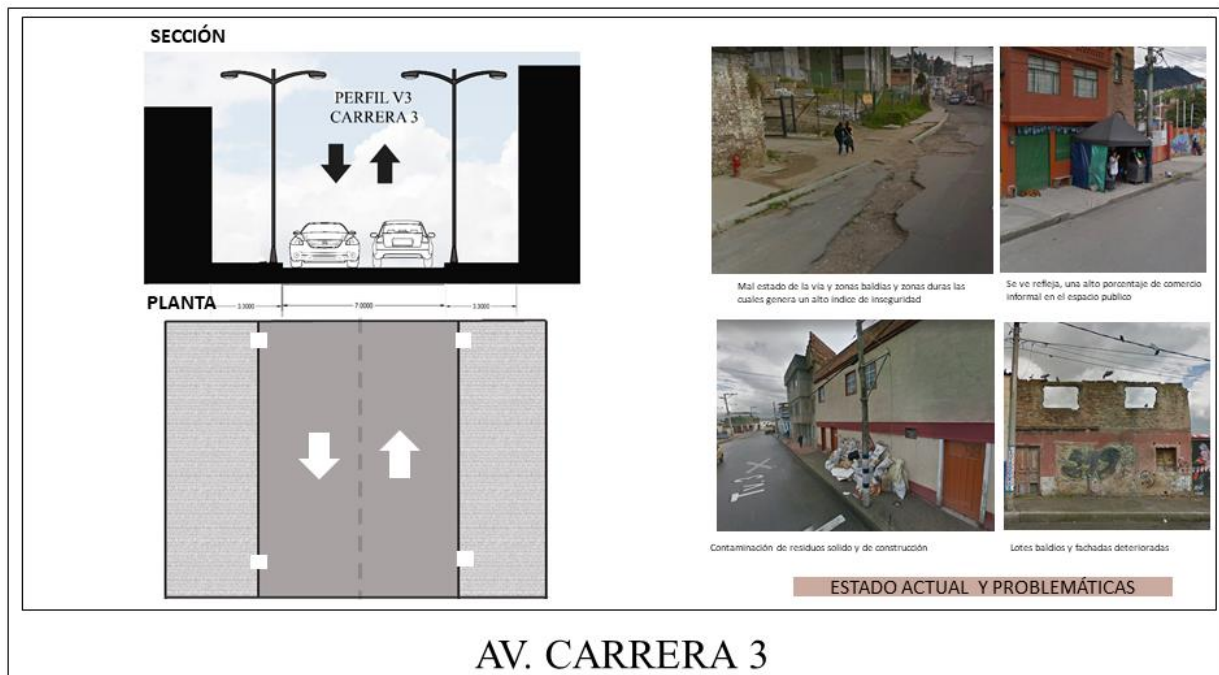 SECCIÓN
PERFIL V3
CARRERA 3
PLANTA
3.3000
7.0000
3.3000
Mal estado de la vía y zonas baldías y zonas duras las
cuales genera un alto índice de inseguridad
Se ve refleja, una alto porcentaje de comercio
informal en el espacio publico
TV.3
Contaminación de residuos solido y de construcción
Lotes baldíos y fachadas deterioradas
ESTADO ACTUAL Y PROBLEMÁTICAS
AV. CARRERA 3